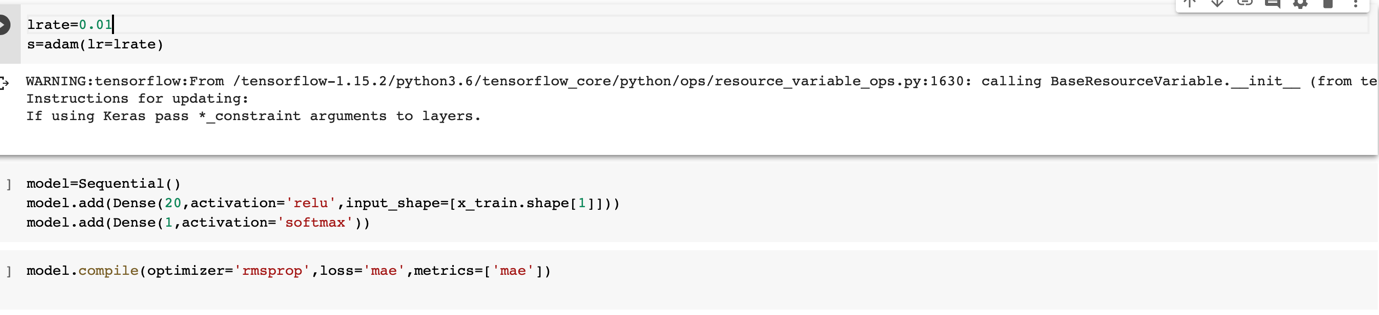 lrate=0.01
s=adam(lr=lrate)
WARNING:tensorflow:From /tensorflow-1.15.2/python3.6/tensorflow_core/python/ops/resource_variable_ops.py:1630: calling BaseResourceVariable.__init__ (from te
Instructions for updating:
If using Keras pass *_constraint arguments to layers.
] model=Sequential()
model.add(Dense(20,activation='relu',input_shape=[x_train.shape[1]]))
model.add(Dense(1,activation='softmax'))
] model.compile(optimizer='rmsprop',loss='mae',metrics=['mae'])